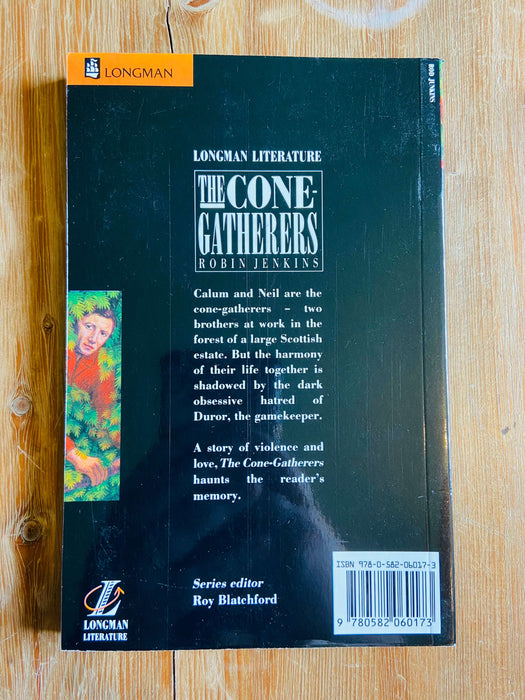 LONGMAN
ROD JUNKINS
LONGMAN LITERATURE
THE CONE-
GATHERERS
ROBIN JENKINS
Calum and Neil are the
cone-gatherers – two
brothers at work in the
forest of a large Scottish
estate. But the harmony
of their life together is
shadowed by the dark
obsessive hatred of
Duror, the gamekeeper.
A story of violence and
love, The Cone-Gatherers
haunts the reader's
memory.
Series editor
Roy Blatchford
LONGMAN
LITERATURE
ISBN 978-0-582-06017-3
9 780582 060173